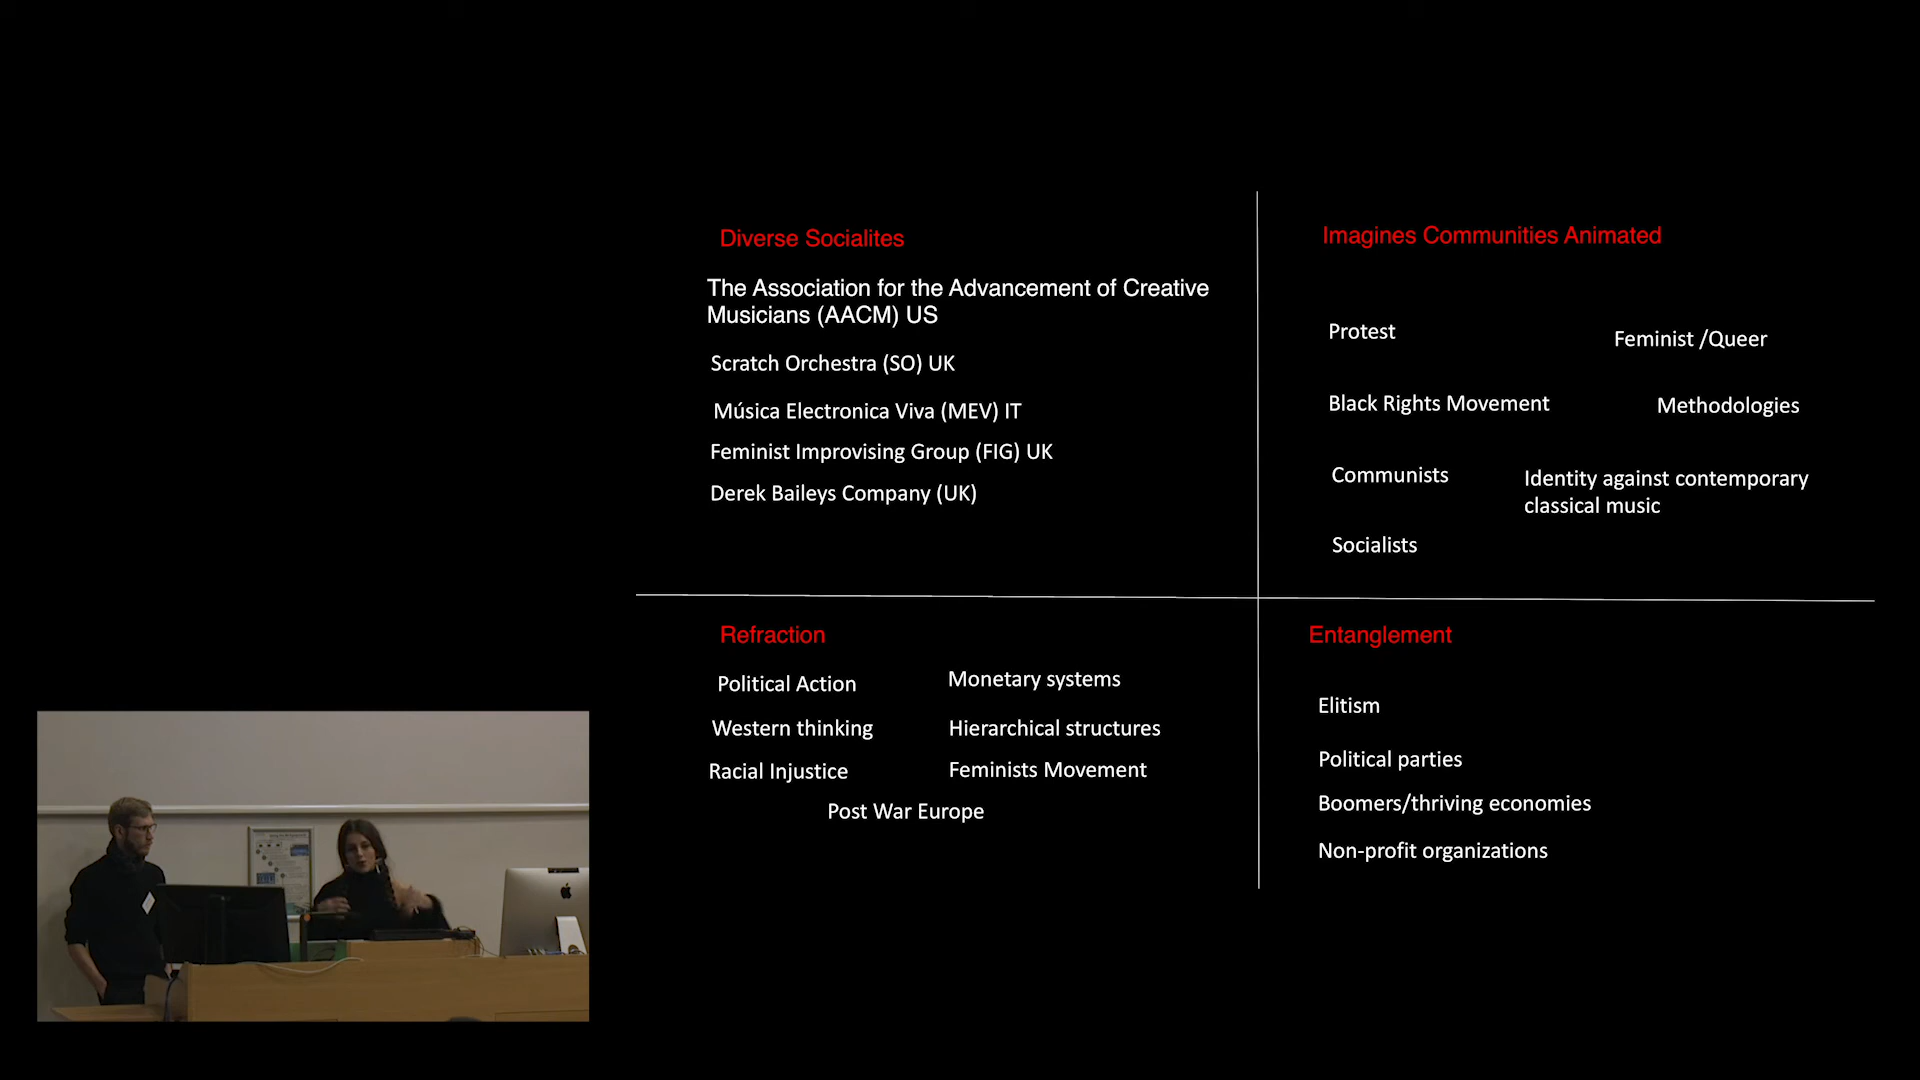 Diverse Socialites
The Association for the Advancement of Creative
Musicians (AACM) US
Scratch Orchestra (SO) UK
Música Electronica Viva (MEV) IT
Feminist Improvising Group (FIG) UK
Derek Baileys Company (UK)
Imagines Communities Animated
Protest
Feminist /Queer
Black Rights Movement
Methodologies
Communists
Identity against contemporary
classical music
Socialists
Refraction
Political Action
Monetary systems
Western thinking
Hierarchical structures
Racial Injustice
Feminists Movement
Post War Europe
Entanglement
Elitism
Political parties
Boomers/thriving economies
Non-profit organizations